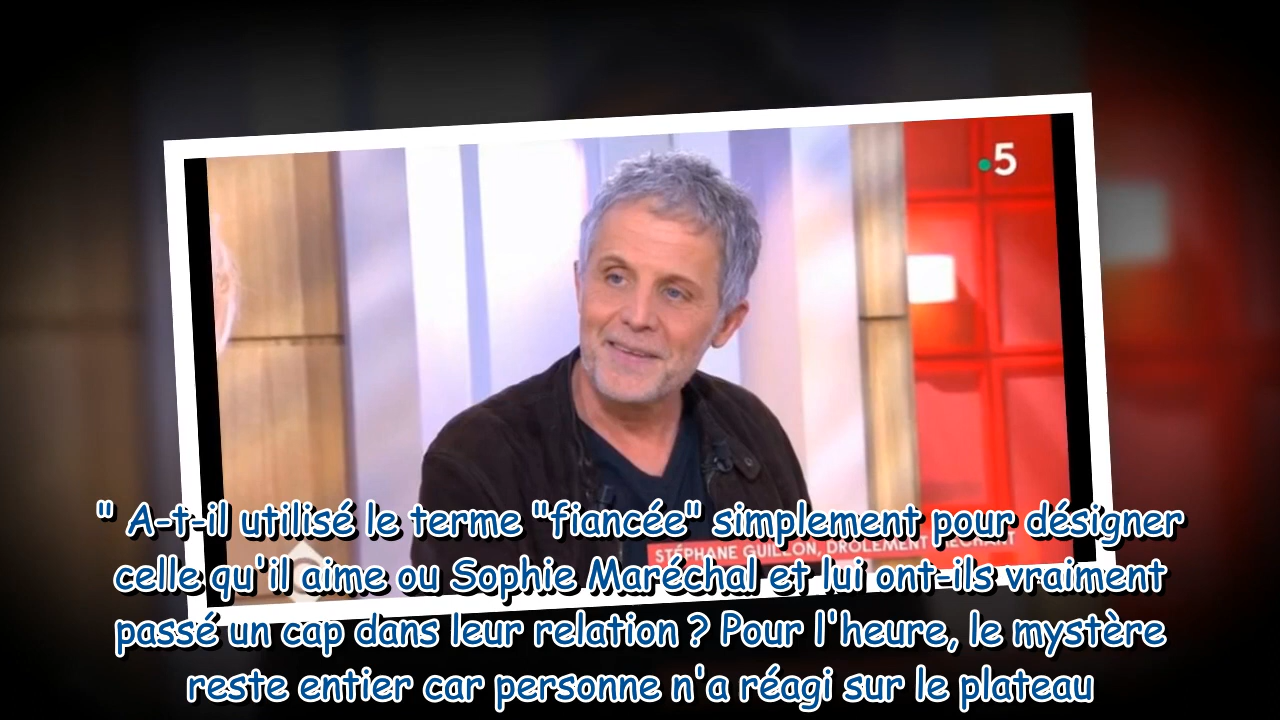 .5
STÉPHANE GUILLON, DRÔLEMENT MÉCHANT
" A-t-il utilisé le terme "fiancée" simplement pour désigner
celle qu'il aime ou Sophie Maréchal et lui ont-ils vraiment
passé un cap dans leur relation ? Pour l'heure, le mystère
reste entier car personne n'a réagi sur le plateau